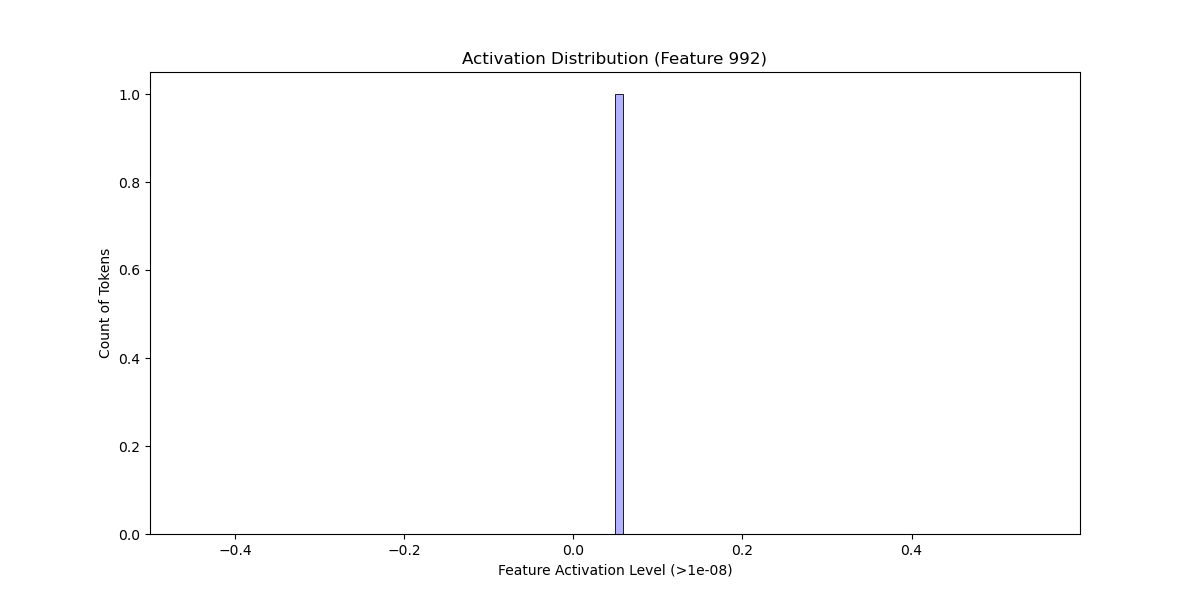 Activation Distribution (Feature 992)
1.0
0.8
0.6
0.4
0.2
0.0
Count of Tokens
−0.4 −0.2 0.0 0.2 0.4
Feature Activation Level (>1e-08)